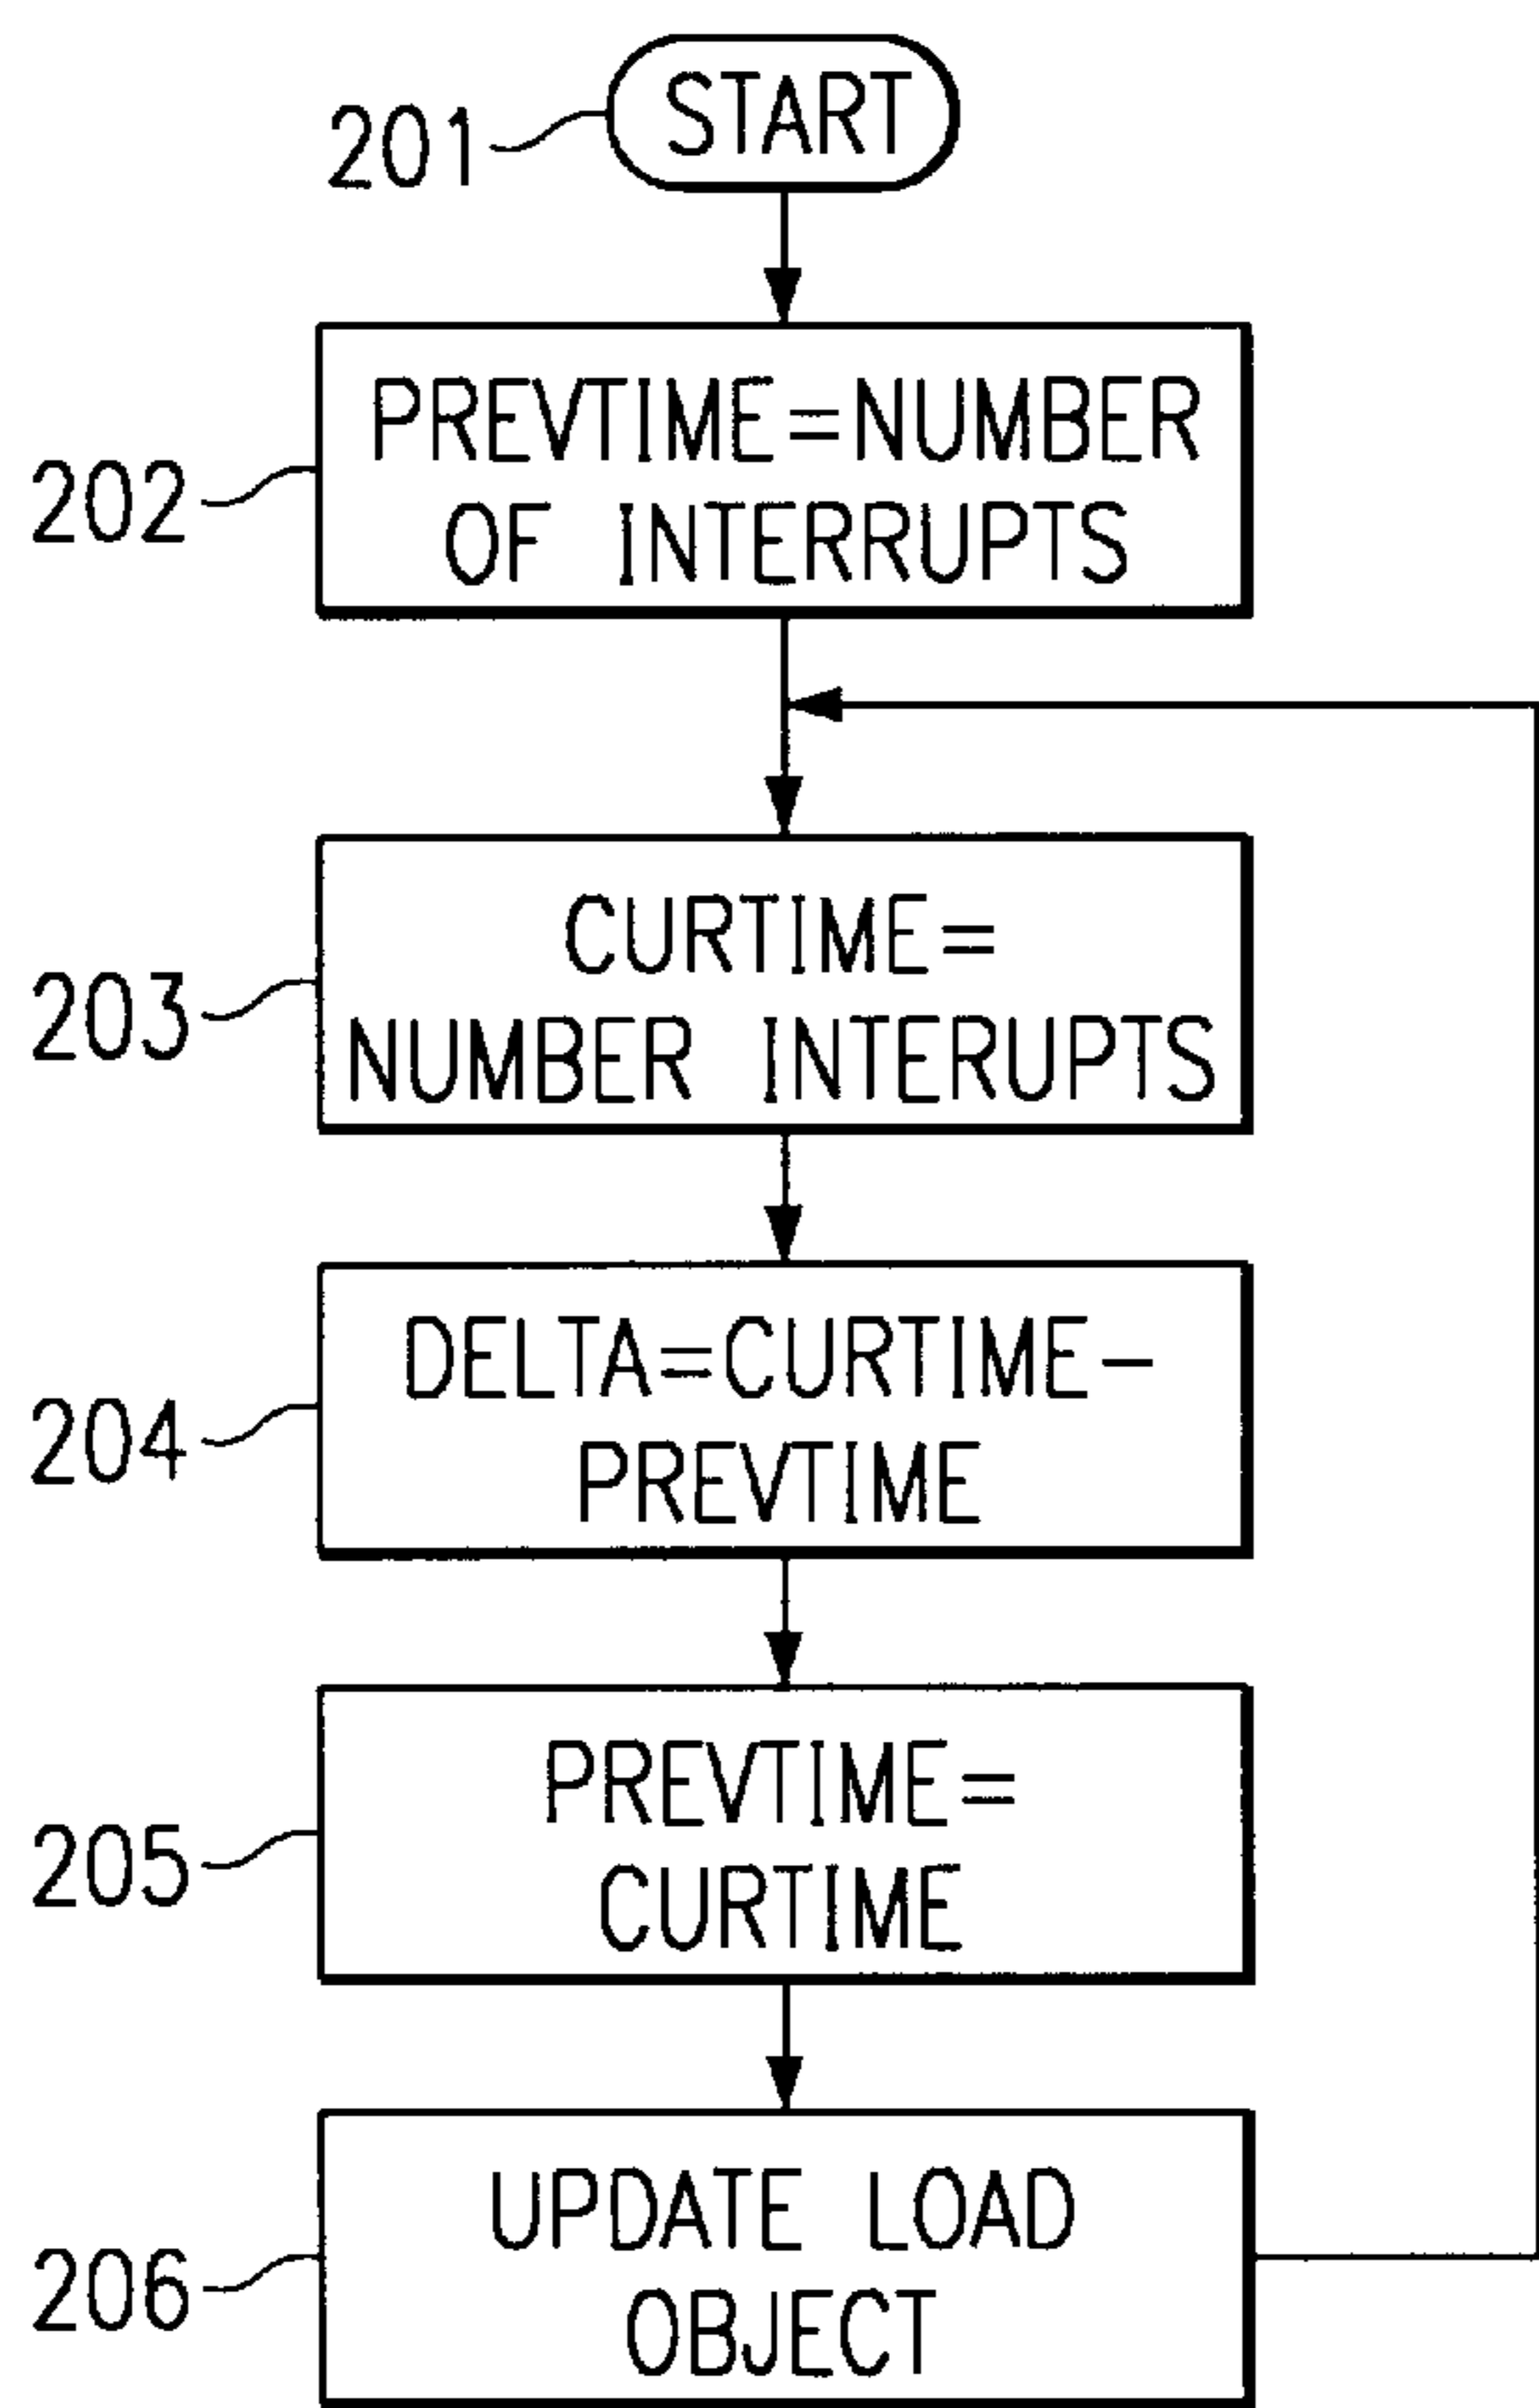 201
START
202
PREVTIME=NUMBER
OF INTERRUPTS
203
CURTIME=
NUMBER INTERUPTS
204
DELTA=CURTIME-
PREVTIME
205
PREVTIME=
CURTIME
206
UPDATE LOAD
OBJECT